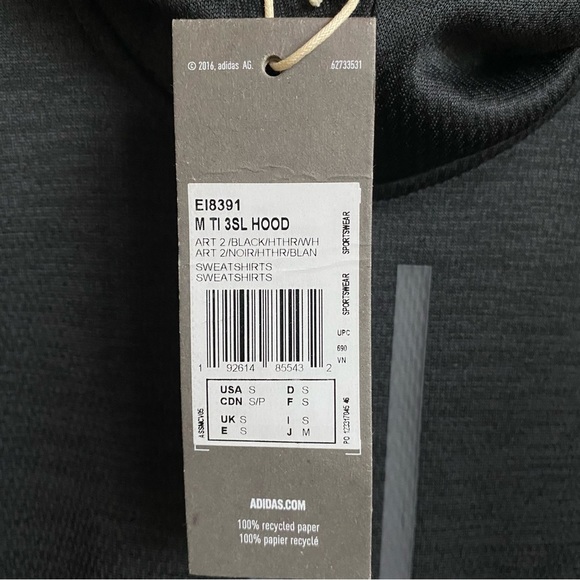 © 2016, adidas AG. 62733531
EI8391
M TI 3SL HOOD
ART 2 /BLACK/HTHR/WH
ART 2/NOIR/HTHR/BLAN
SWEATSHIRTS
SWEATSHIRTS
SPORTSWEAR
SPORTSWEAR
UPC
690
VN
1 92614 85543 2
USA S D S
CDN S/P F S
UK S I S
E S J M
ASSMCV05
ADIDAS.COM
100% recycled paper
100% papier recyclé